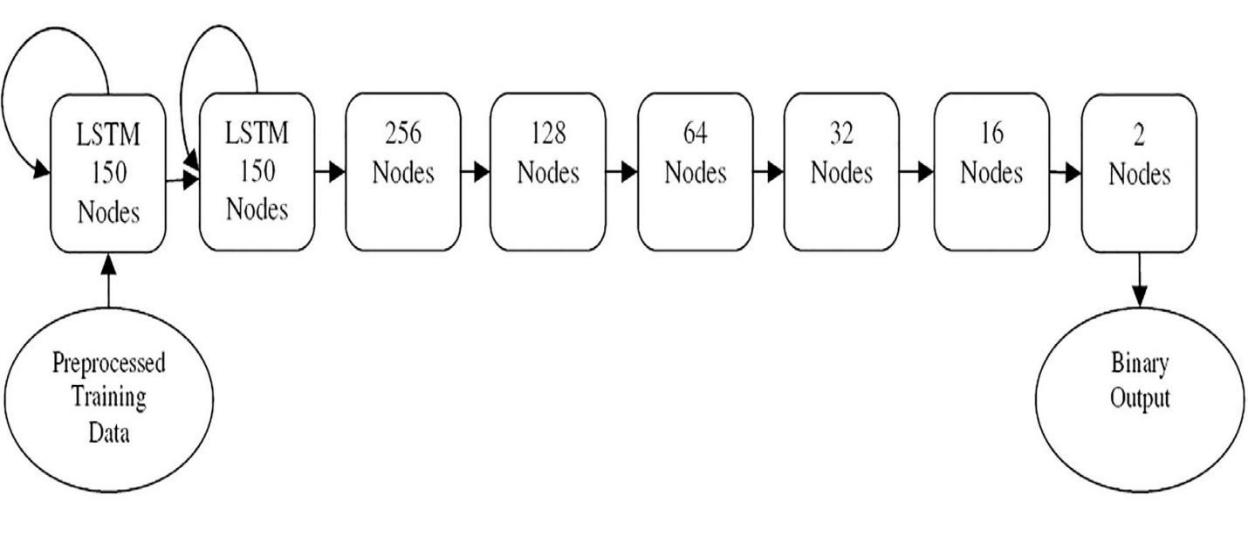 LSTM
150
Nodes
LSTM
150
Nodes
256
Nodes
128
Nodes
64
Nodes
32
Nodes
16
Nodes
2
Nodes
Preprocessed
Training
Data
Binary
Output